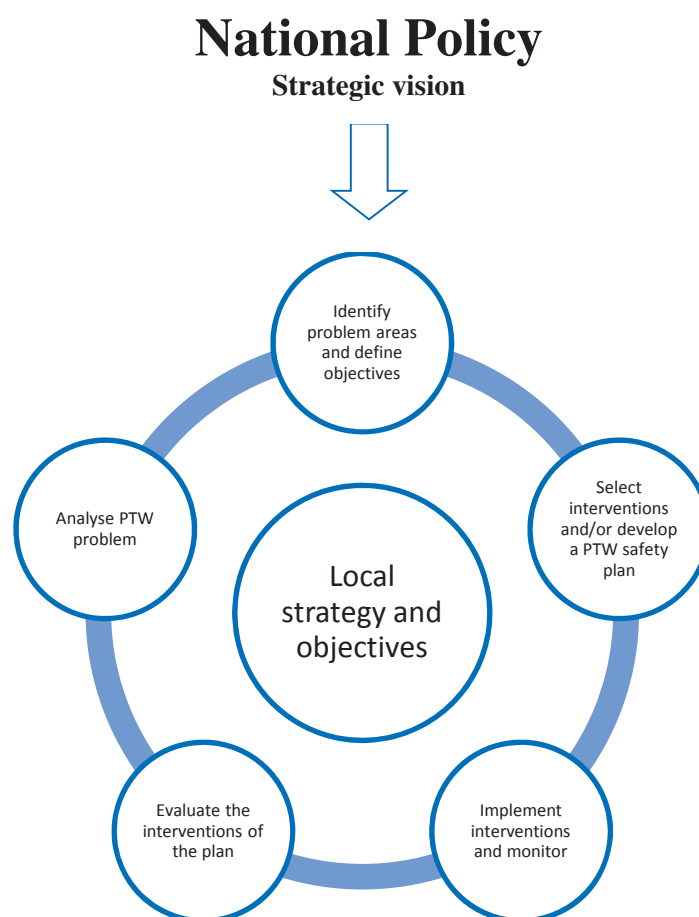 National Policy
Strategic vision
Identify
problem areas
and define
objectives
Select
interventions
and/or develop
a PTW safety
plan
Implement
interventions
and monitor
Evaluate the
interventions of
the plan
Analyse PTW
problem
Local
strategy and
objectives